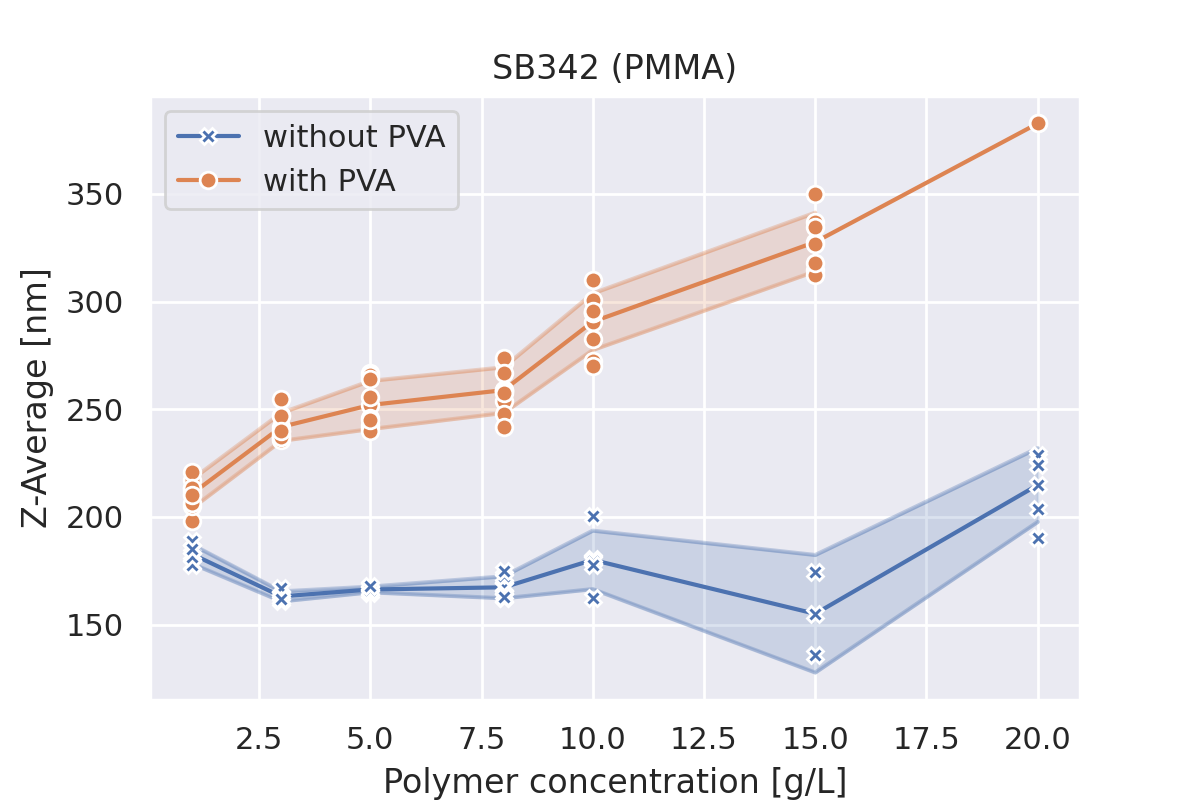 SB342 (PMMA)
without PVA
with PVA
Z-Average [nm]
350
300
250
200
150
2.5 5.0 7.5 10.0 12.5 15.0 17.5 20.0
Polymer concentration [g/L]